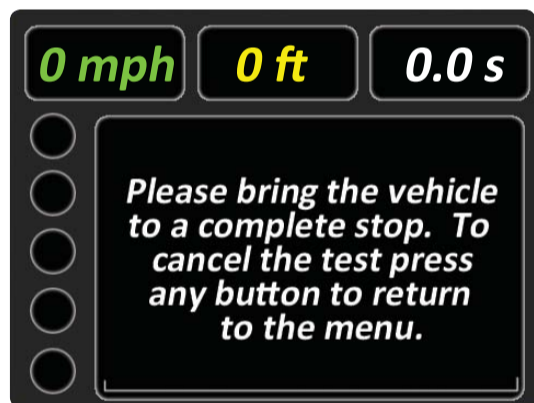 0 mph 0 ft 0.0 s
Please bring the vehicle
to a complete stop.  To
cancel the test press
any button to return
to the menu.